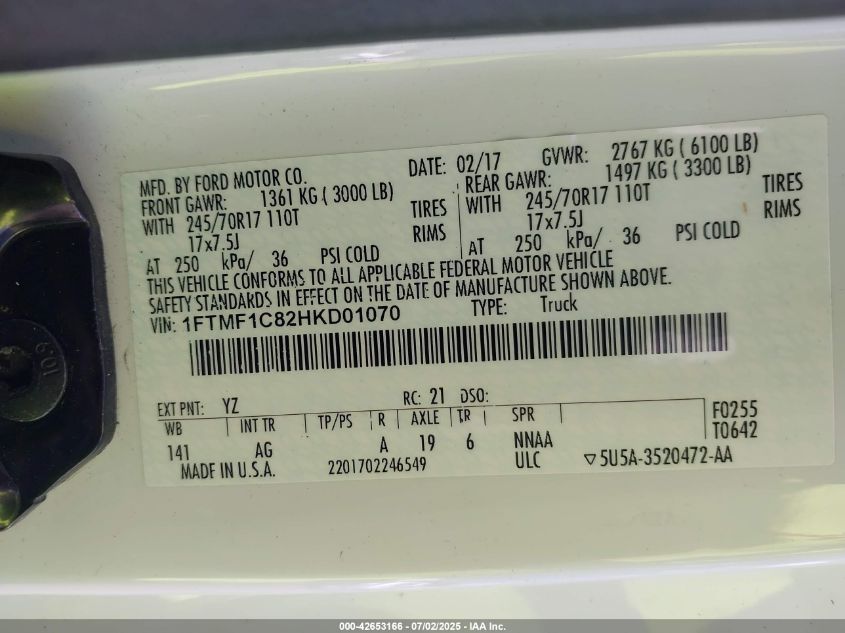 MFD. BY FORD MOTOR CO. DATE: 02/17 GVWR: 2767 KG ( 6100 LB)
FRONT GAWR: 1361 KG ( 3000 LB) REAR GAWR: 1497 KG ( 3300 LB)
WITH 245/70R17 110T TIRES WITH 245/70R17 110T TIRES
17x7.5J RIMS 17x7.5J RIMS
AT 250 kPa/ 36 PSI COLD AT 250 kPa/ 36 PSI COLD
THIS VEHICLE CONFORMS TO ALL APPLICABLE FEDERAL MOTOR VEHICLE
SAFETY STANDARDS IN EFFECT ON THE DATE OF MANUFACTURE SHOWN ABOVE.
VIN: 1FTMF1C82HKD01070 TYPE: Truck
EXT PNT: YZ RC: 21 DSO:
WB INT TR TP/PS R AXLE TR SPR F0255
141 AG A 19 6 NNAA T0642
MADE IN U.S.A. 2201702246549 ULC ▽5U5A-3520472-AA
10.9
000-42653166 - 07/02/2025 - IAA Inc.